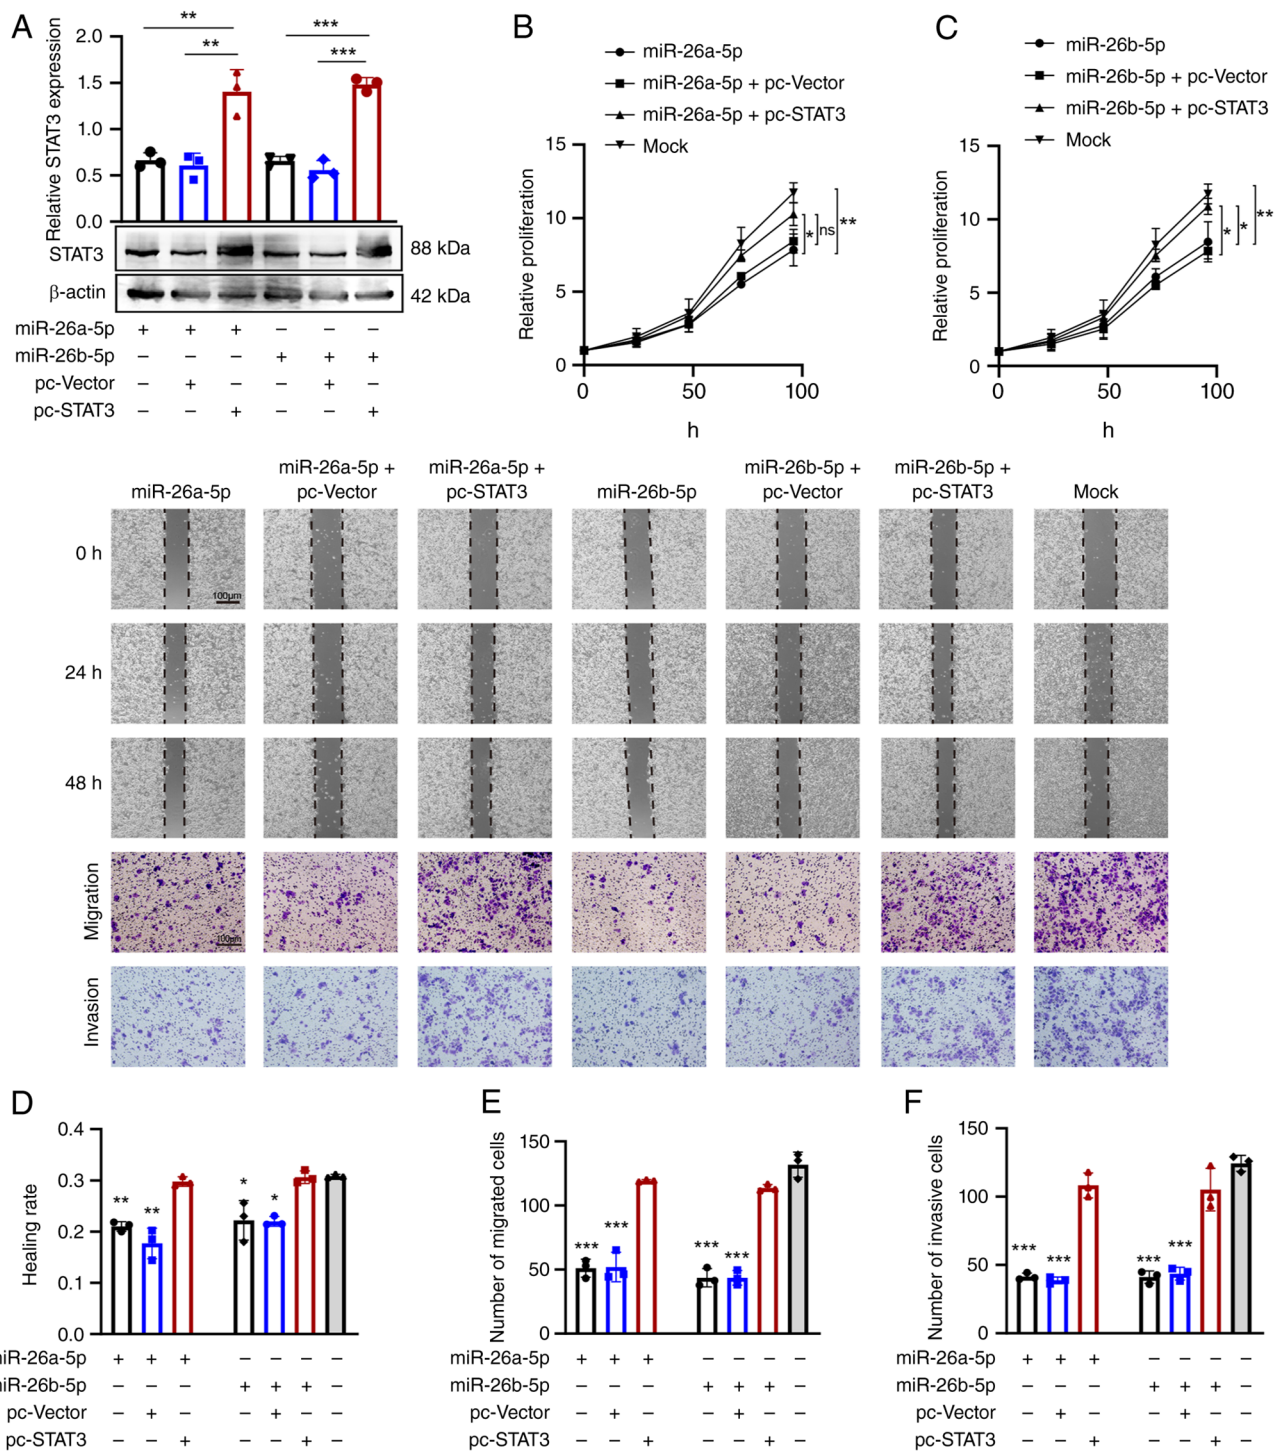 A
Relative STAT3 expression
2.0
1.5
1.0
0.5
0.0
**
**
***
***
STAT3
88 kDa
β-actin
42 kDa
miR-26a-5p + + + – – –
miR-26b-5p – – – + + +
pc-Vector – + – – + –
pc-STAT3 – – + – – +
B
miR-26a-5p
miR-26a-5p + pc-Vector
miR-26a-5p + pc-STAT3
Mock
Relative proliferation
15
10
5
0
0 50 100
h
* ns **
C
miR-26b-5p
miR-26b-5p + pc-Vector
miR-26b-5p + pc-STAT3
Mock
Relative proliferation
15
10
5
0
0 50 100
h
* * **
miR-26a-5p
miR-26a-5p +
pc-Vector
miR-26a-5p +
pc-STAT3
miR-26b-5p
miR-26b-5p +
pc-Vector
miR-26b-5p +
pc-STAT3
Mock
0 h
100μm
24 h
48 h
Migration
100μm
Invasion
D
Healing rate
0.4
0.3
0.2
0.1
0.0
** ** * *
miR-26a-5p + + + – – – –
miR-26b-5p – – – + + + –
pc-Vector – + – – + – –
pc-STAT3 – – + – – + –
E
Number of migrated cells
150
100
50
0
*** *** *** ***
miR-26a-5p + + + – – – –
miR-26b-5p – – – + + + –
pc-Vector – + – – + – –
pc-STAT3 – – + – – + –
F
Number of invasive cells
150
100
50
0
*** *** *** ***
miR-26a-5p + + + – – – –
miR-26b-5p – – – + + + –
pc-Vector – + – – + – –
pc-STAT3 – – + – – + –